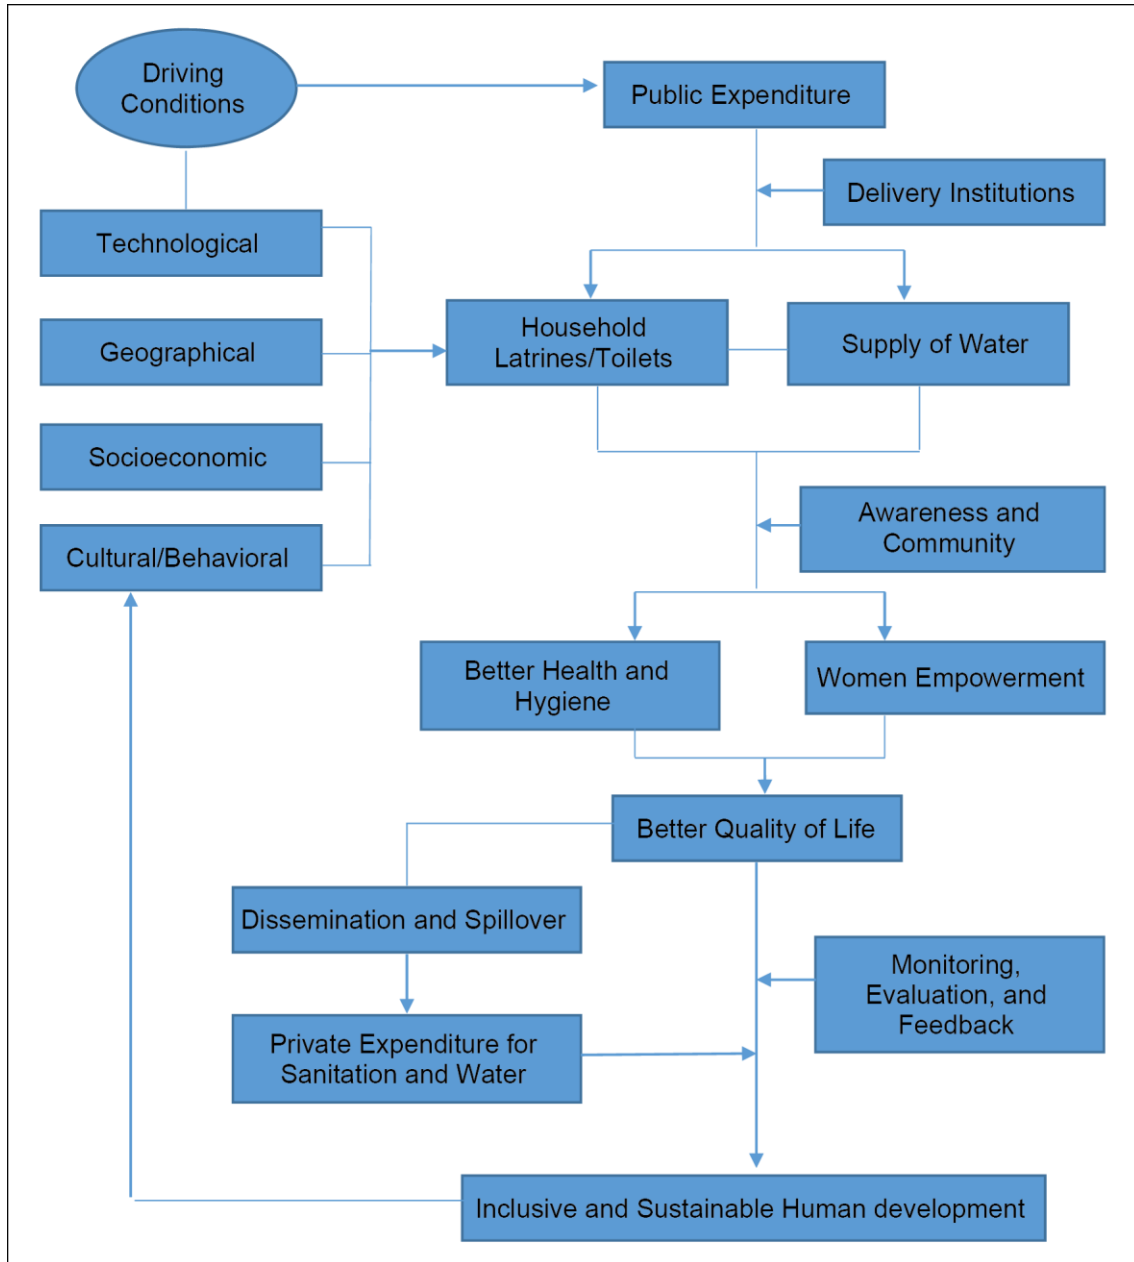 Driving
Conditions
Public Expenditure
Delivery Institutions
Technological
Geographical
Socioeconomic
Cultural/Behavioral
Household
Latrines/Toilets
Supply of Water
Awareness and
Community
Better Health and
Hygiene
Women Empowerment
Better Quality of Life
Dissemination and Spillover
Monitoring,
Evaluation, and
Feedback
Private Expenditure for
Sanitation and Water
Inclusive and Sustainable Human development